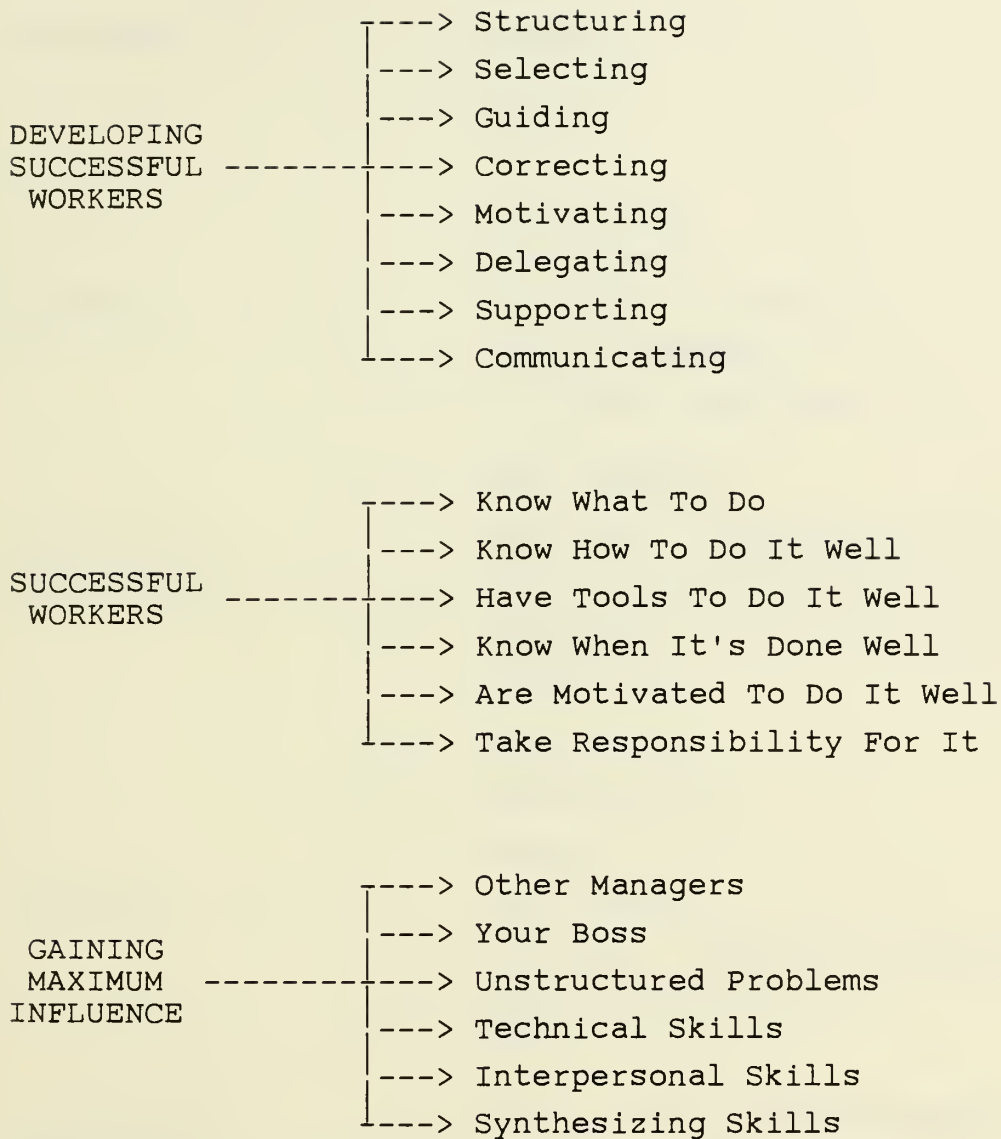 ----> Structuring
---> Selecting
---> Guiding
DEVELOPING
SUCCESSFUL ------------> Correcting
WORKERS
---> Motivating
---> Delegating
---> Supporting
----> Communicating
----> Know What To Do
---> Know How To Do It Well
SUCCESSFUL
WORKERS ------------> Have Tools To Do It Well
---> Know When It's Done Well
---> Are Motivated To Do It Well
----> Take Responsibility For It
----> Other Managers
---> Your Boss
GAINING
MAXIMUM ------------> Unstructured Problems
INFLUENCE
---> Technical Skills
---> Interpersonal Skills
----> Synthesizing Skills